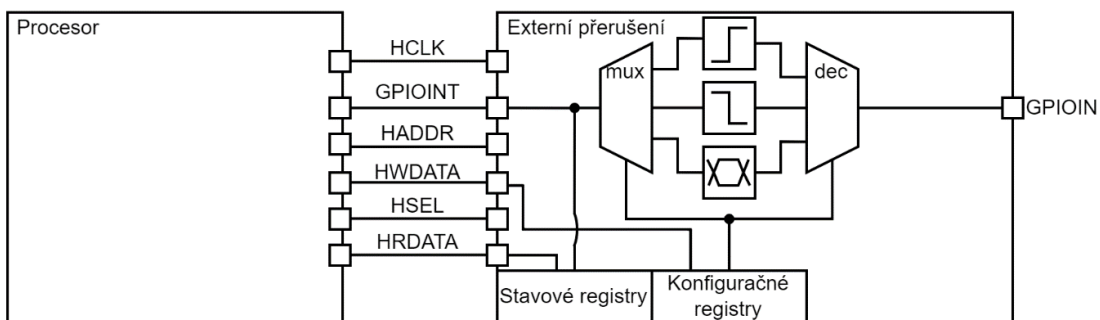 Procesor
HCLK
GPIOINT
HADDR
HWDATA
HSEL
HRDATA
Externí přerušení
mux
dec
GPIOIN
Stavové registry
Konfiguračné
registry